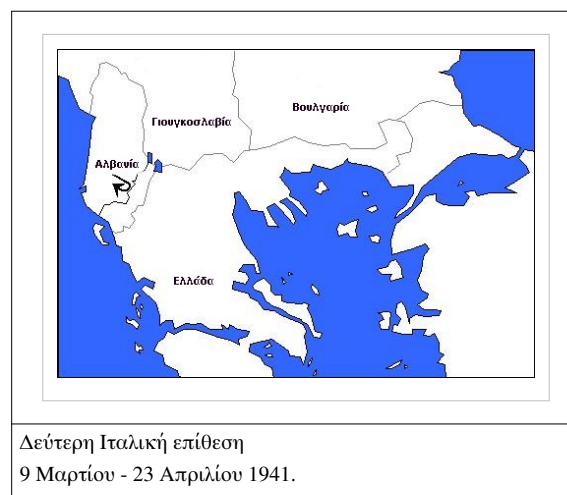 Βουλγαρία
Γιουγκοσλαβία
Αλβανία
Ελλάδα
Δεύτερη Ιταλική επίθεση
9 Μαρτίου - 23 Απριλίου 1941.